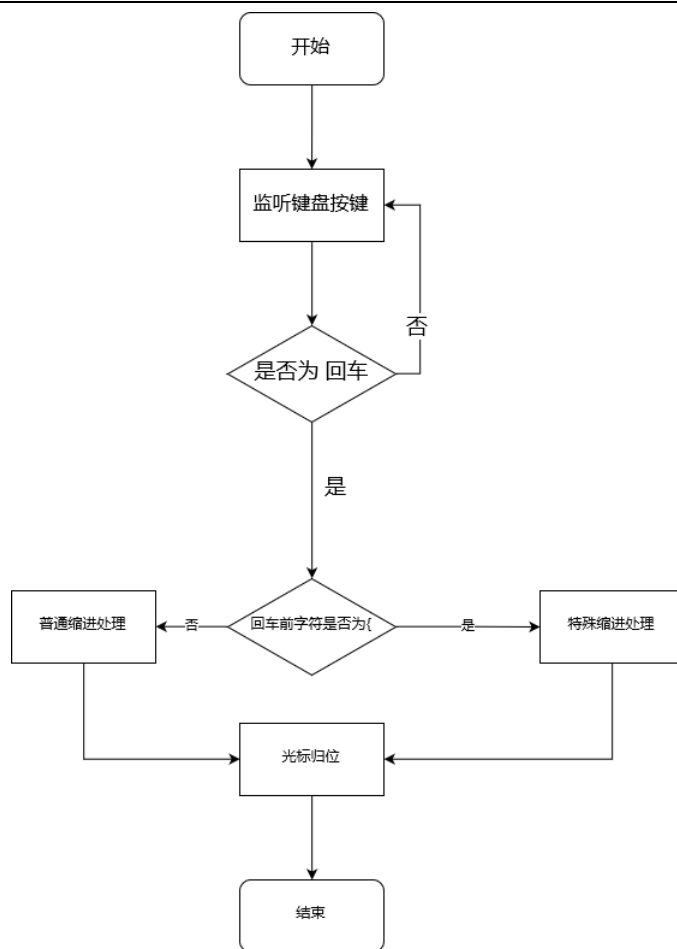 开始
监听键盘按键
否
是否为 回车
是
普通缩进处理
否
回车前字符是否为{
是
特殊缩进处理
光标归位
结束